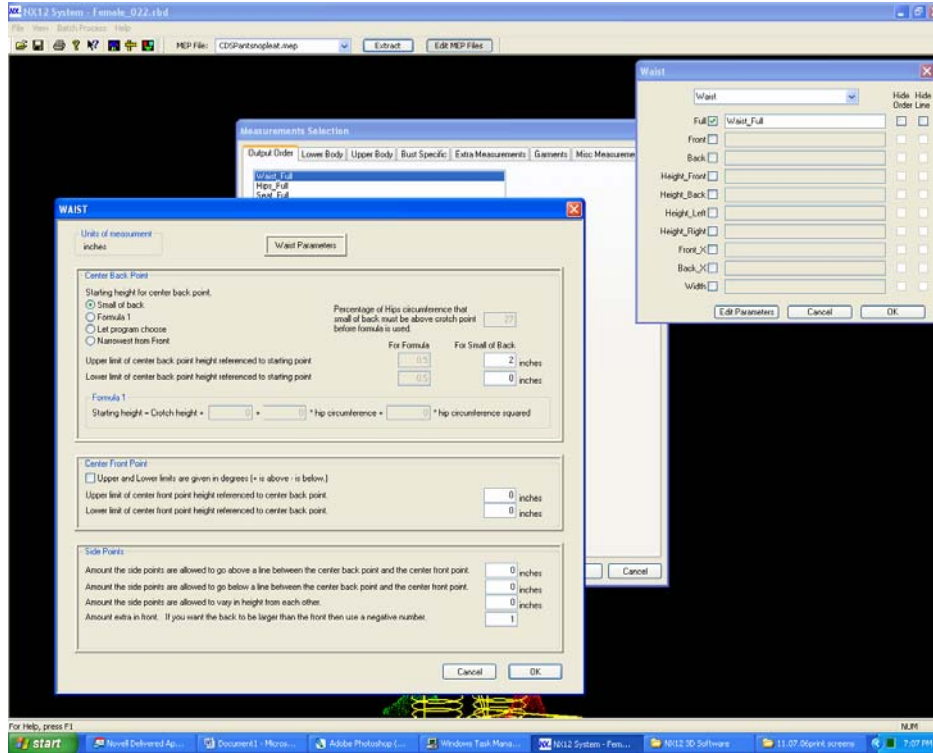 NX12 System - Female_022.rbd
File View Batch Process Help
MEP File: CDSPantsnopleat.mep Extract Edit MEP Files
Waist
Waist
Hide Hide
Order Line
Full Waist_Full
Front
Back
Height_Front
Height_Back
Height_Left
Height_Right
Front_X
Back_X
Width
Edit Parameters Cancel OK
Measurements Selection
Output Order Lower Body Upper Body Bust Specific Extra Measurements Garments Misc Measureme
Waist_Full
Hips_Full
Seat_Full
Cancel
WAIST
Units of measurment
inches
Waist Parameters
Center Back Point
Starting height for center back point.
Small of back
Formula 1
Let program choose
Narrowest from Front
Percentage of Hips circumference that
small of back must be above crotch point 27
before formula is used.
For Formula For Small of Back
Upper limit of center back point height referenced to starting point 0.5 2 inches
Lower limit of center back point height referenced to starting point 0.5 0 inches
Formula 1
Starting height = Crotch height + 0 + 0 * hip circumference + 0 * hip circumference squared
Center Front Point
Upper and Lower limits are given in degrees (+ is above - is below.)
Upper limit of center front point height referenced to center back point. 0 inches
Lower limit of center front point height referenced to center back point. 0 inches
Side Points
Amount the side points are allowed to go above a line between the center back point and the center front point. 0 inches
Amount the side points are allowed to go below a line between the center back point and the center front point. 0 inches
Amount the side points are allowed to vary in height from each other. 0 inches
Amount extra in front. If you want the back to be larger than the front then use a negative number. 1
Cancel OK
For Help, press F1 NUM
start Novell Delivered Ap... Document1 - Micros... Adobe Photoshop (... Windows Task Mana... NX12 System - Fem... NX12 3D Software 11.07.06print screens 7:07 PM